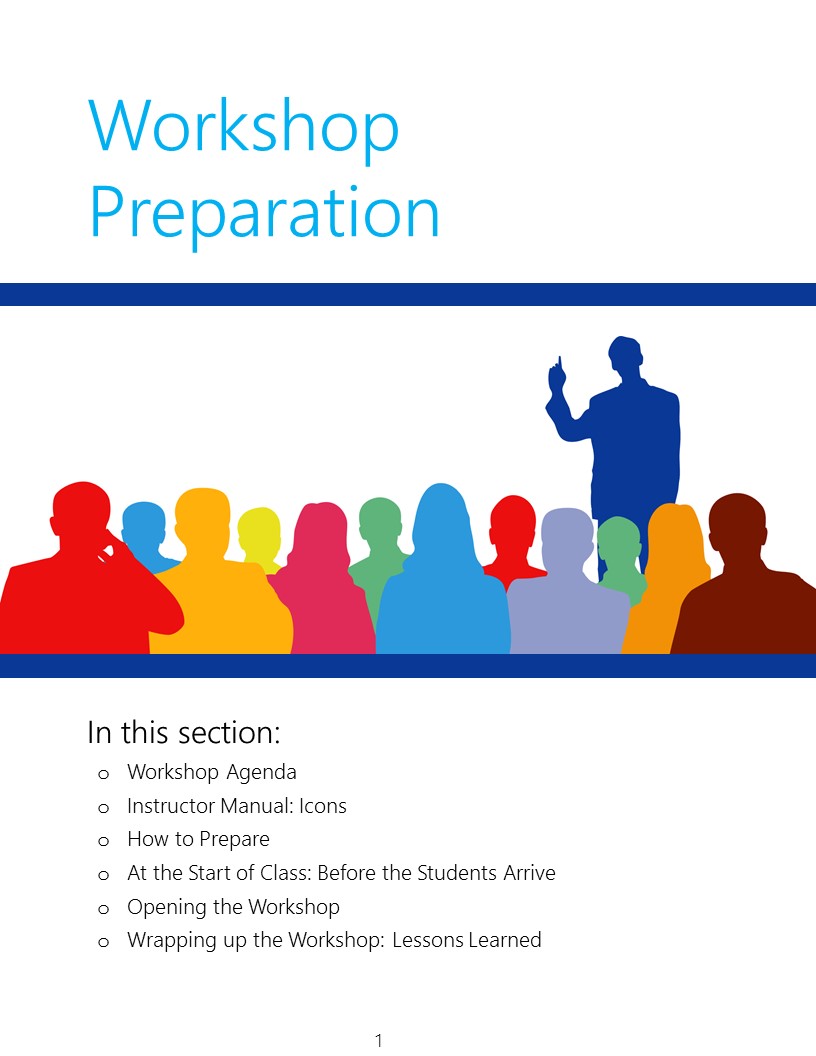 Workshop
Preparation
In this section:
o Workshop Agenda
o Instructor Manual: Icons
o How to Prepare
o At the Start of Class: Before the Students Arrive
o Opening the Workshop
o Wrapping up the Workshop: Lessons Learned
1